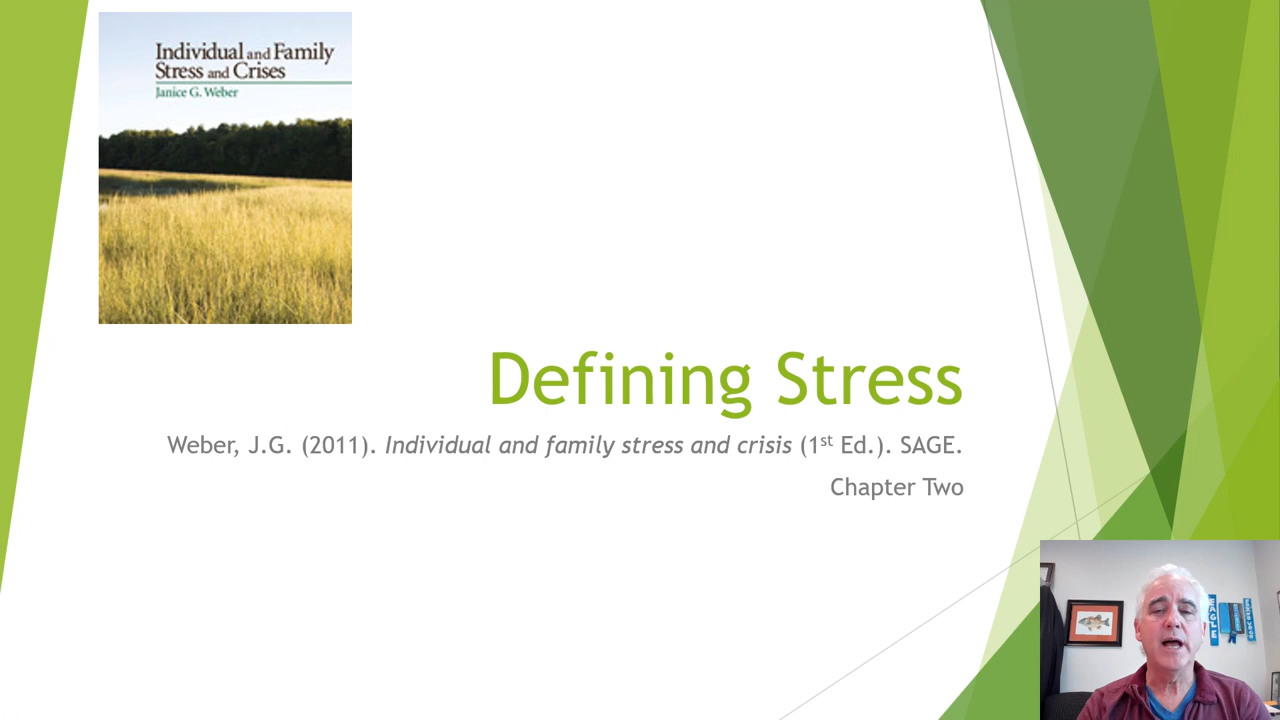 Individual and Family
Stress and Crises
Janice G. Weber
Defining Stress
Weber, J.G. (2011). Individual and family stress and crisis (1st Ed.). SAGE.
Chapter Two
EAGLE